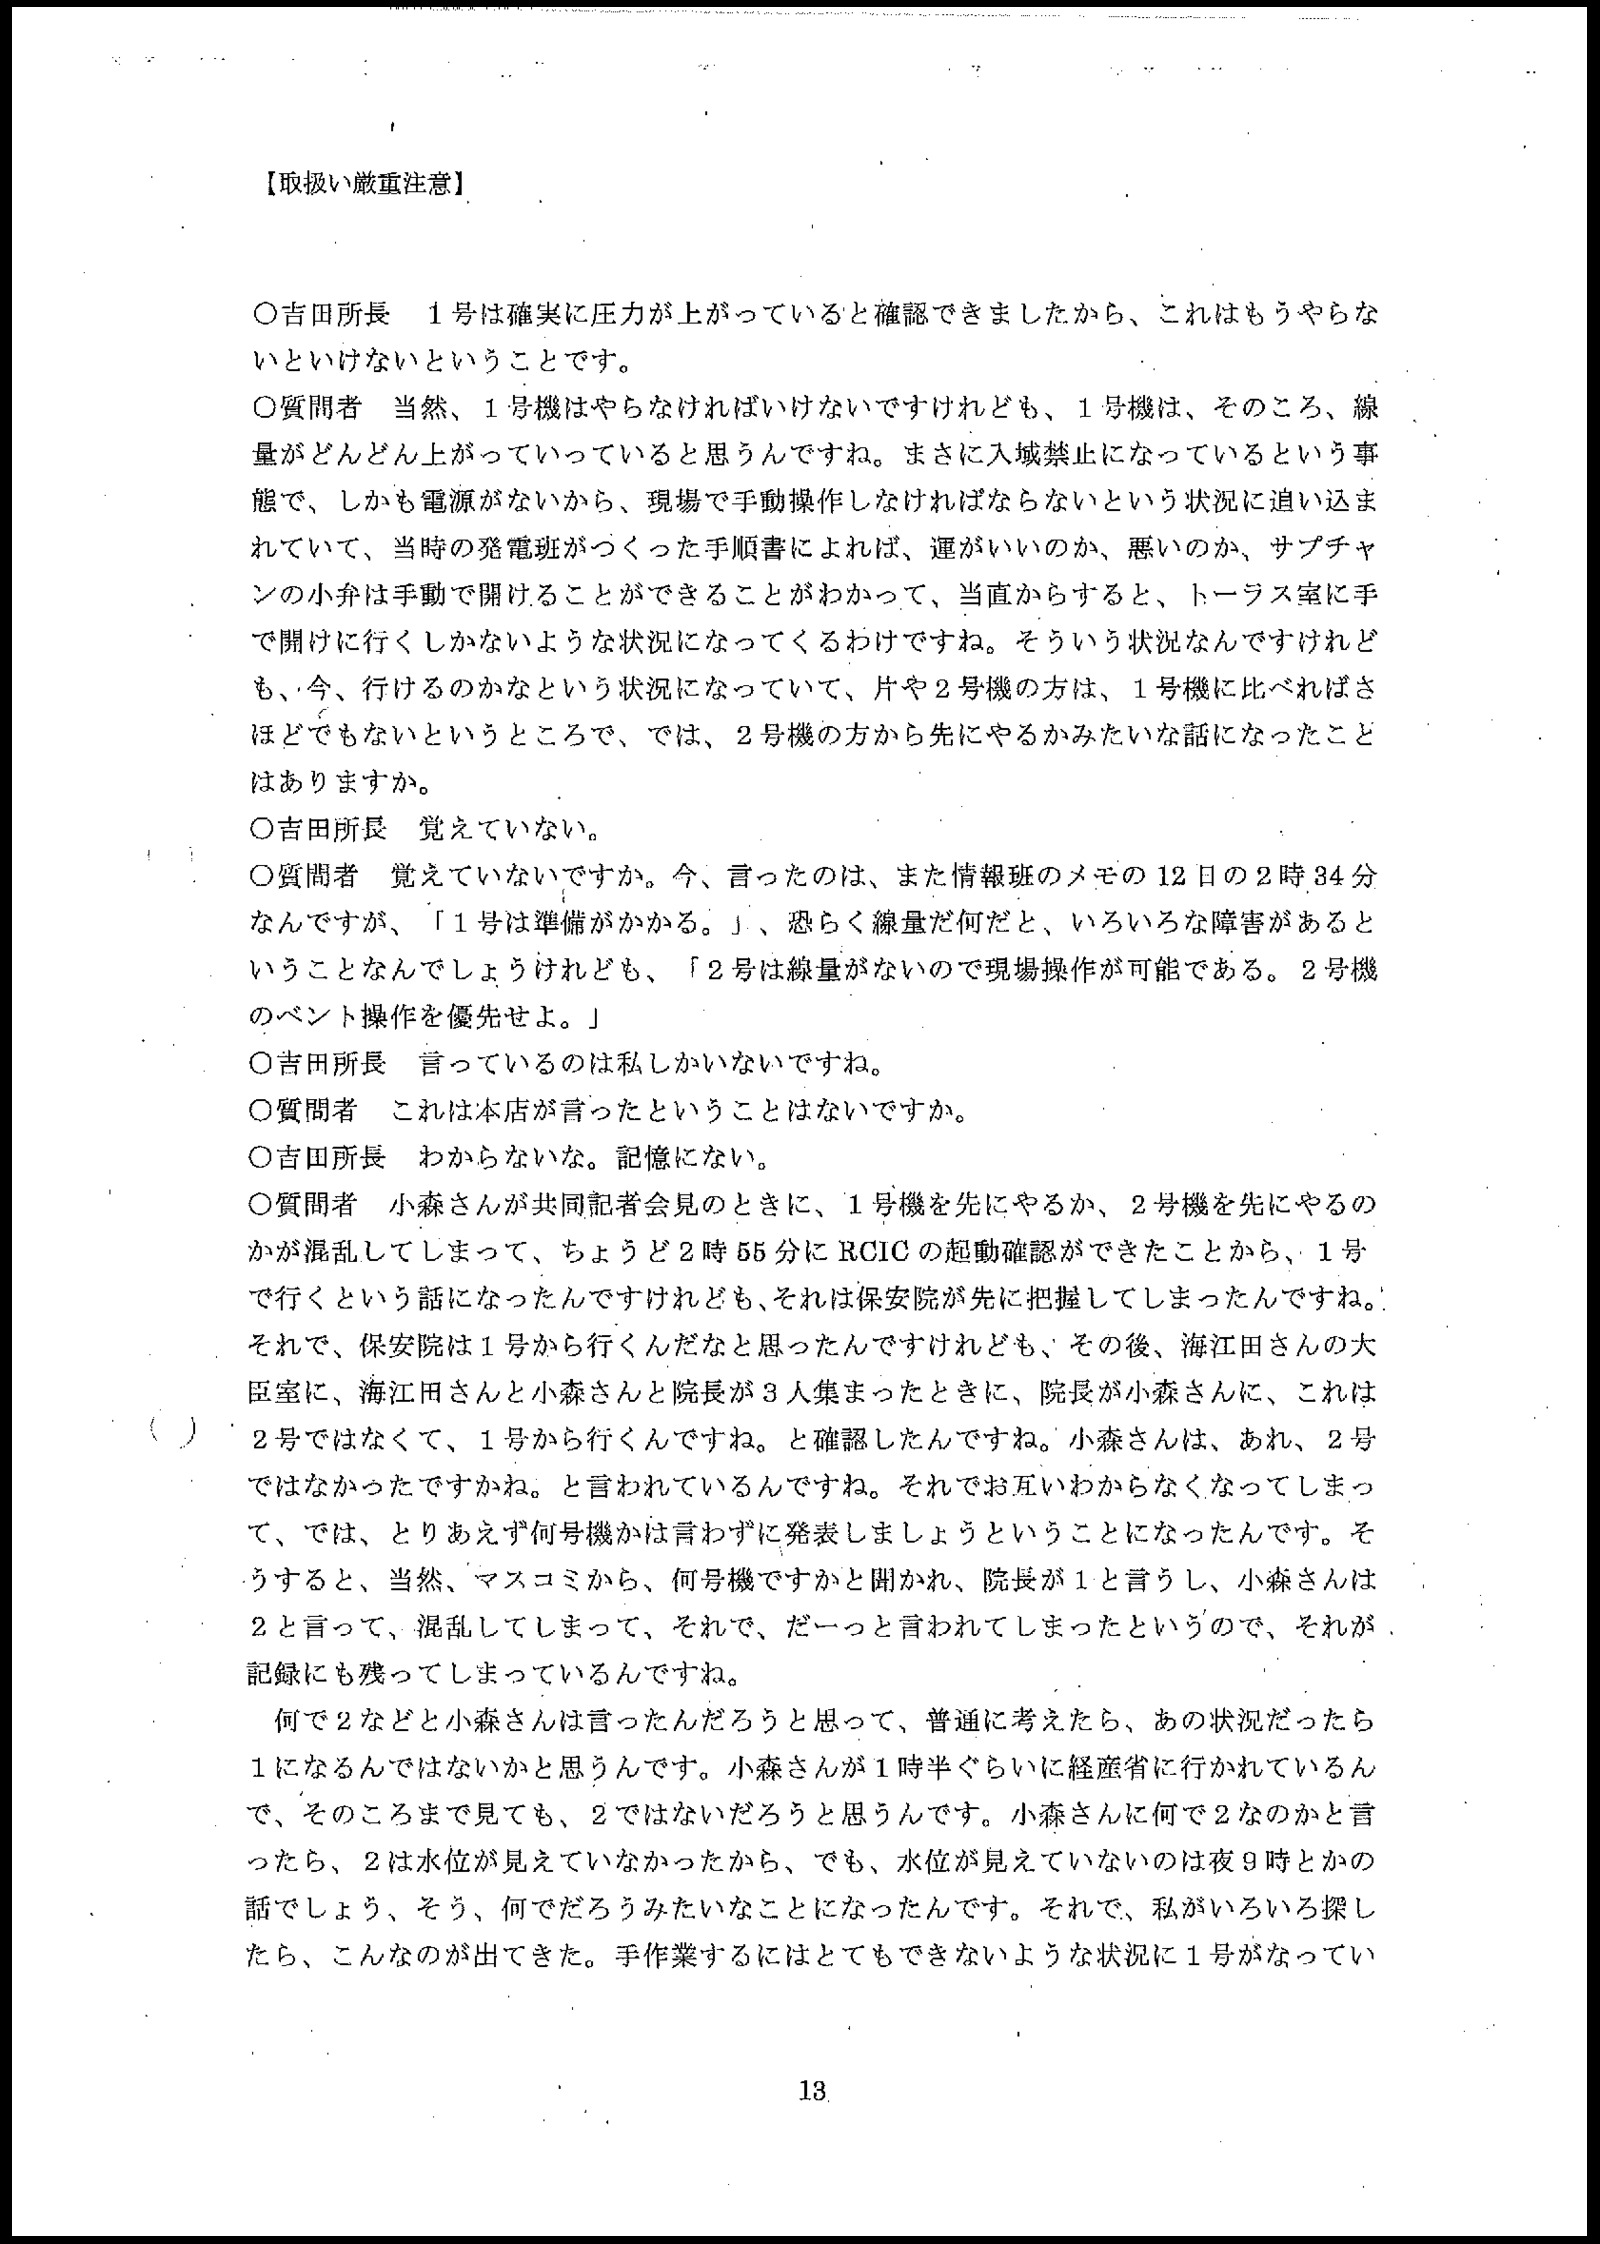 【取扱い厳重注意】
○吉田所長　１号は確実に圧力が上がっていると確認できましたから、これはもうやらな
いといけないということです。
○質問者　当然、１号機はやらなければいけないですけれども、１号機は、そのころ、線
量がどんどん上がっていっていると思うんですね。まさに入域禁止になっているという事
態で、しかも電源がないから、現場で手動操作しなければならないという状況に追い込ま
れていて、当時の発電班がつくった手順書によれば、運がいいのか、悪いのか、サプチャ
ンの小弁は手動で開けることができることがわかって、当直からすると、トーラス室に手
で開けに行くしかないような状況になってくるわけですね。そういう状況なんですけれど
も、今、行けるのかなという状況になっていて、片や２号機の方は、１号機に比べればさ
ほどでもないというところで、では、２号機の方から先にやるかみたいな話になったこと
はありますか。
○吉田所長　覚えていない。
○質問者　覚えていないですか。今、言ったのは、また情報班のメモの 12 日の２時 34 分
なんですが、「１号は準備がかかる。」、恐らく線量だ何だと、いろいろな障害があると
いうことなんでしょうけれども、「２号は線量がないので現場操作が可能である。２号機
のベント操作を優先せよ。」
○吉田所長　言っているのは私しかいないですね。
○質問者　これは本店が言ったということはないですか。
○吉田所長　わからないな。記憶にない。
○質問者　小森さんが共同記者会見のときに、１号機を先にやるか、２号機を先にやるの
かが混乱してしまって、ちょうど２時 55 分に RCIC の起動確認ができたことから、１号
で行くという話になったんですけれども、それは保安院が先に把握してしまったんですね。
それで、保安院は１号から行くんだなと思ったんですけれども、その後、海江田さんの大
臣室に、海江田さんと小森さんと院長が３人集まったときに、院長が小森さんに、これは
２号ではなくて、１号から行くんですね。と確認したんですね。小森さんは、あれ、２号
ではなかったですかね。と言われているんですね。それでお互いわからなくなってしまっ
て、では、とりあえず何号機かは言わずに発表しましょうということになったんです。そ
うすると、当然、マスコミから、何号機ですかと聞かれ、院長が１と言うし、小森さんは
２と言って、混乱してしまって、それで、だーっと言われてしまったというので、それが
記録にも残ってしまっているんですね。
　何で２などと小森さんは言ったんだろうと思って、普通に考えたら、あの状況だったら
１になるんではないかと思うんです。小森さんが１時半ぐらいに経産省に行かれているん
で、そのころまで見ても、２ではないだろうと思うんです。小森さんに何で２なのかと言
ったら、２は水位が見えていなかったから、でも、水位が見えていないのは夜９時とかの
話でしょう、そう、何でだろうみたいなことになったんです。それで、私がいろいろ探し
たら、こんなのが出てきた。手作業するにはとてもできないような状況に１号がなってい
13